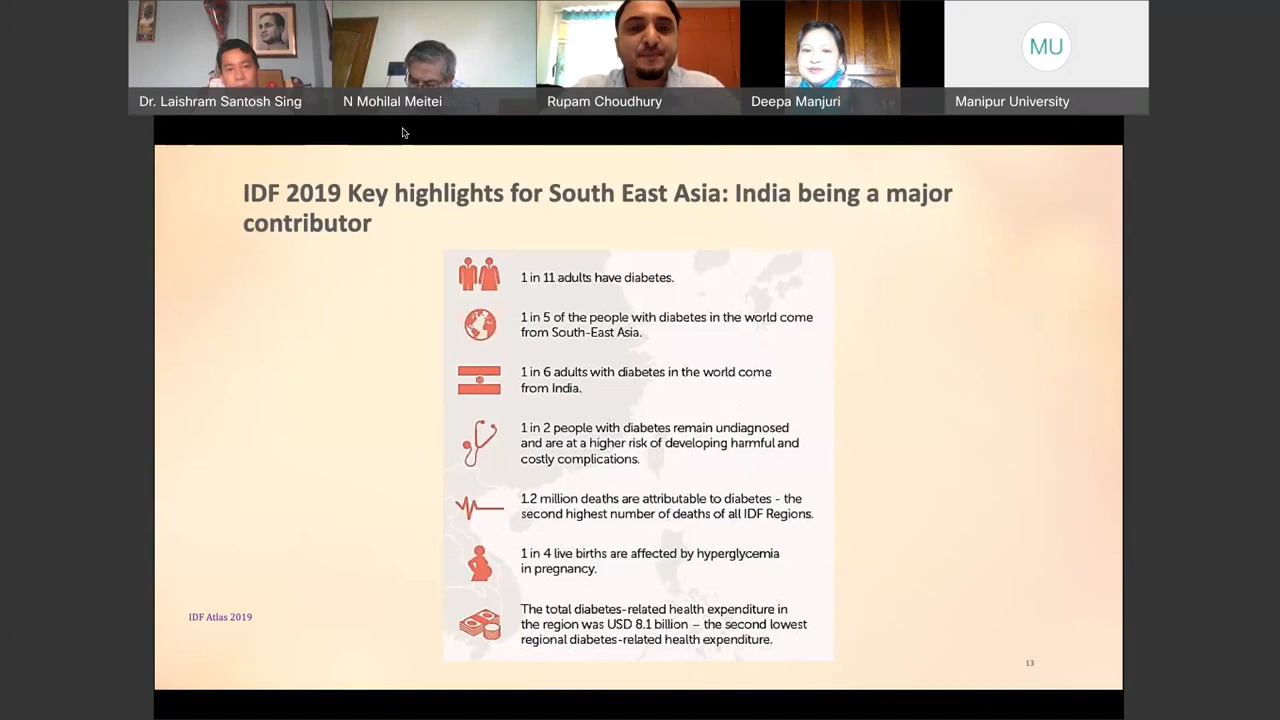 Dr. Laishram Santosh Sing
N Mohilal Meitei
Rupam Choudhury
Deepa Manjuri
MU
Manipur University
IDF 2019 Key highlights for South East Asia: India being a major
contributor
1 in 11 adults have diabetes.
1 in 5 of the people with diabetes in the world come
from South-East Asia.
1 in 6 adults with diabetes in the world come
from India.
1 in 2 people with diabetes remain undiagnosed
and are at a higher risk of developing harmful and
costly complications.
1.2 million deaths are attributable to diabetes - the
second highest number of deaths of all IDF Regions.
1 in 4 live births are affected by hyperglycemia
in pregnancy.
The total diabetes-related health expenditure in
the region was USD 8.1 billion – the second lowest
regional diabetes-related health expenditure.
IDF Atlas 2019
13